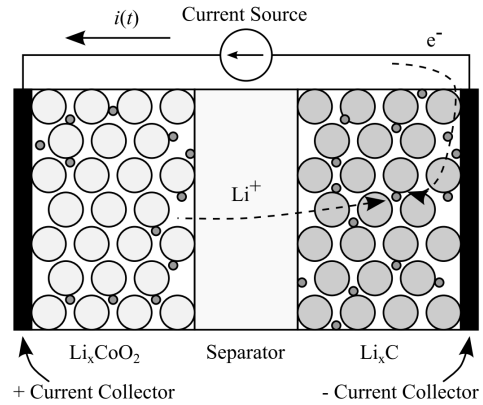 Current Source
i(t)
e⁻
Li⁺
LiₓCoO₂
Separator
LiₓC
+ Current Collector
- Current Collector